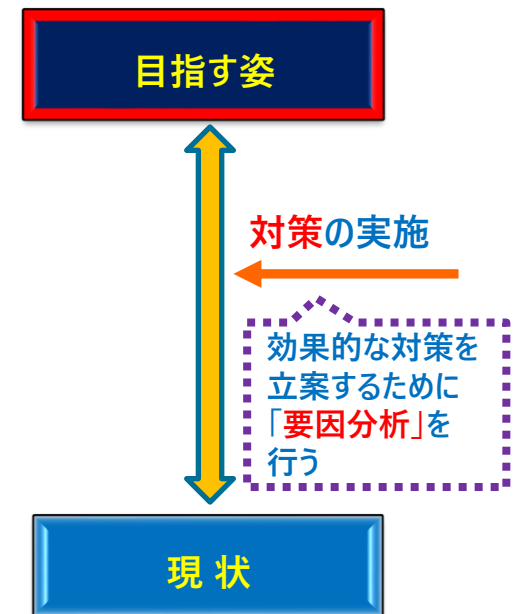 目指す姿
対策の実施
効果的な対策を
立案するために
「要因分析」を
行う
現 状